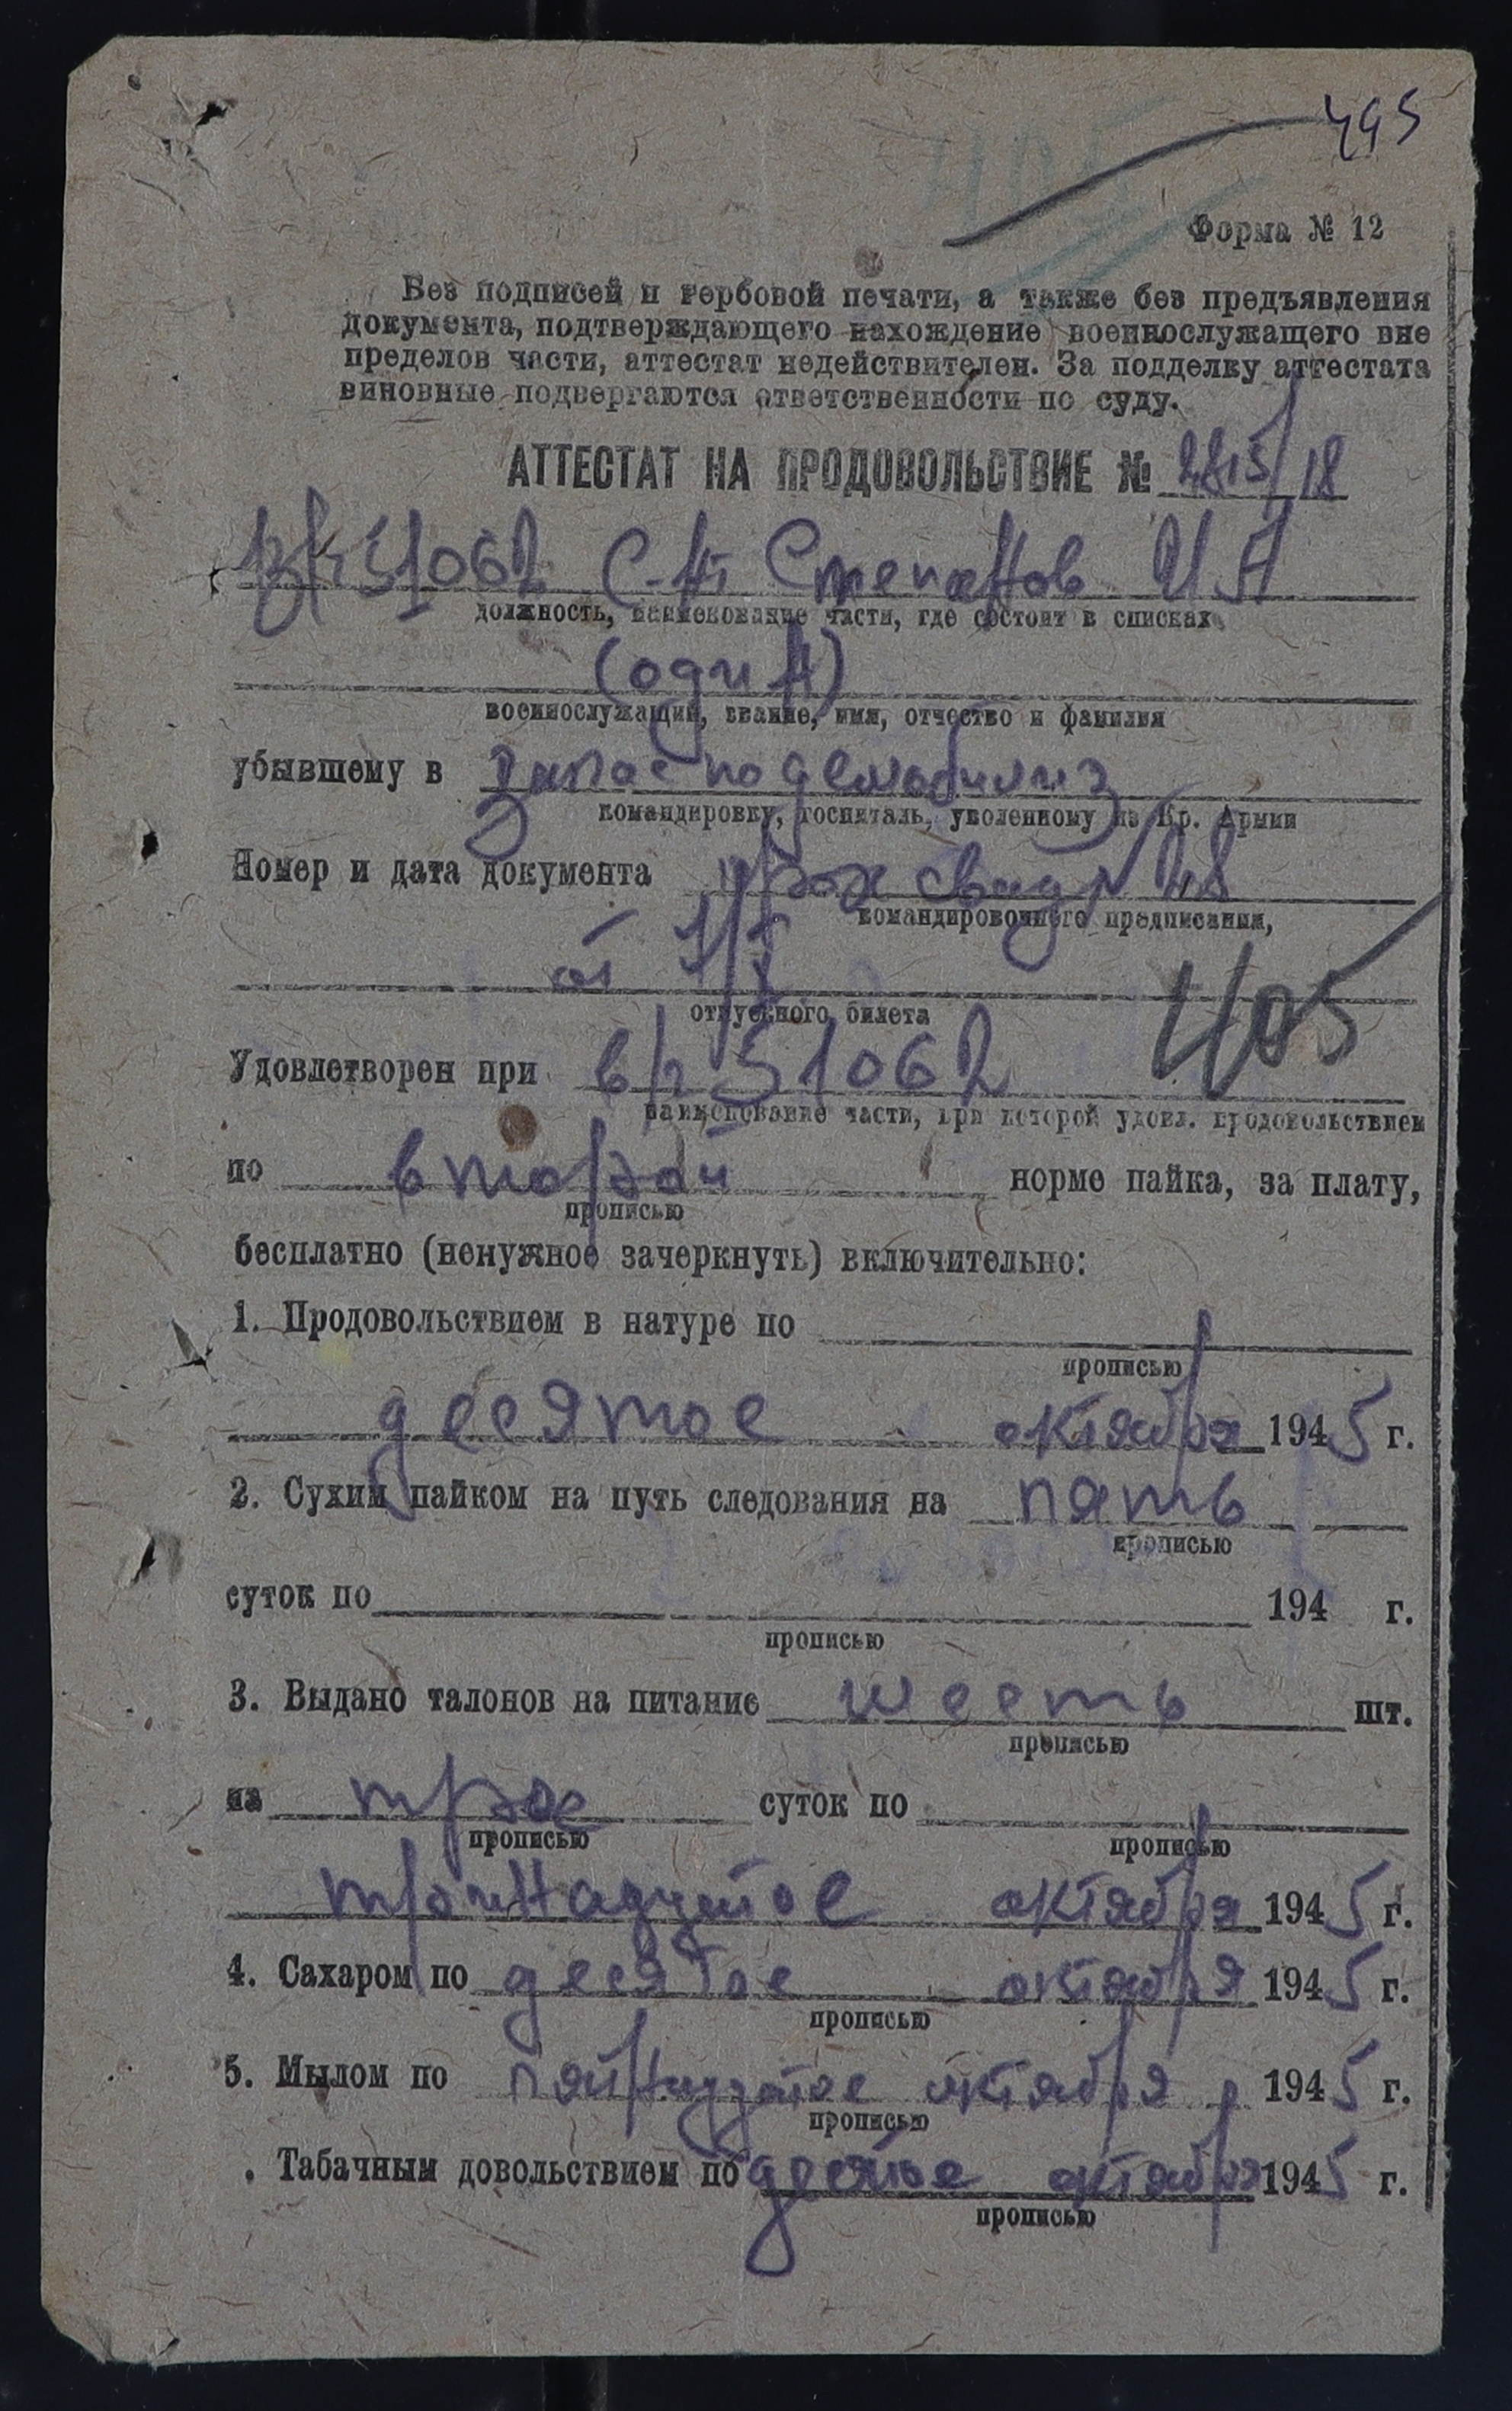 495
Форма № 12
Без подписей и гербовой печати, а также без предъявления
документа, подтверждающего нахождение военнослужащего вне
пределов части, аттестат недействителен. За подделку аттестата
виновные подвергаются ответственности по суду.
АТТЕСТАТ НА ПРОДОВОЛЬСТВИЕ № 2815/18
в/ч 51062 С-нт Степанов И А
должность, наименование части, где состоит в списках
(один)
военнослужащий, звание, имя, отчество и фамилия
убывшему в запас по демобилиз
командировку, госпиталь, уволенному из Кр. Армии
Номер и дата документа
командировочного предписания,
от 1/X
отпускного билета
405
Удовлетворен при в/ч 51062
наименование части, при которой удовл. продовольствием
по второй норме пайка, за плату,
прописью
бесплатно (ненужное зачеркнуть) включительно:
1. Продовольствием в натуре по
прописью
десятое октября 1945 г.
2. Сухим пайком на путь следования на пять
прописью
суток по 194 г.
прописью
3. Выдано талонов на питание шесть шт.
прописью
на трое суток по
прописью прописью
тринадцатое октября 1945 г.
4. Сахаром по десятое октября 1945 г.
прописью
5. Мылом по пятнадцатое октября 1945 г.
прописью
. Табачным довольствием по десятое октября 1945 г.
прописью